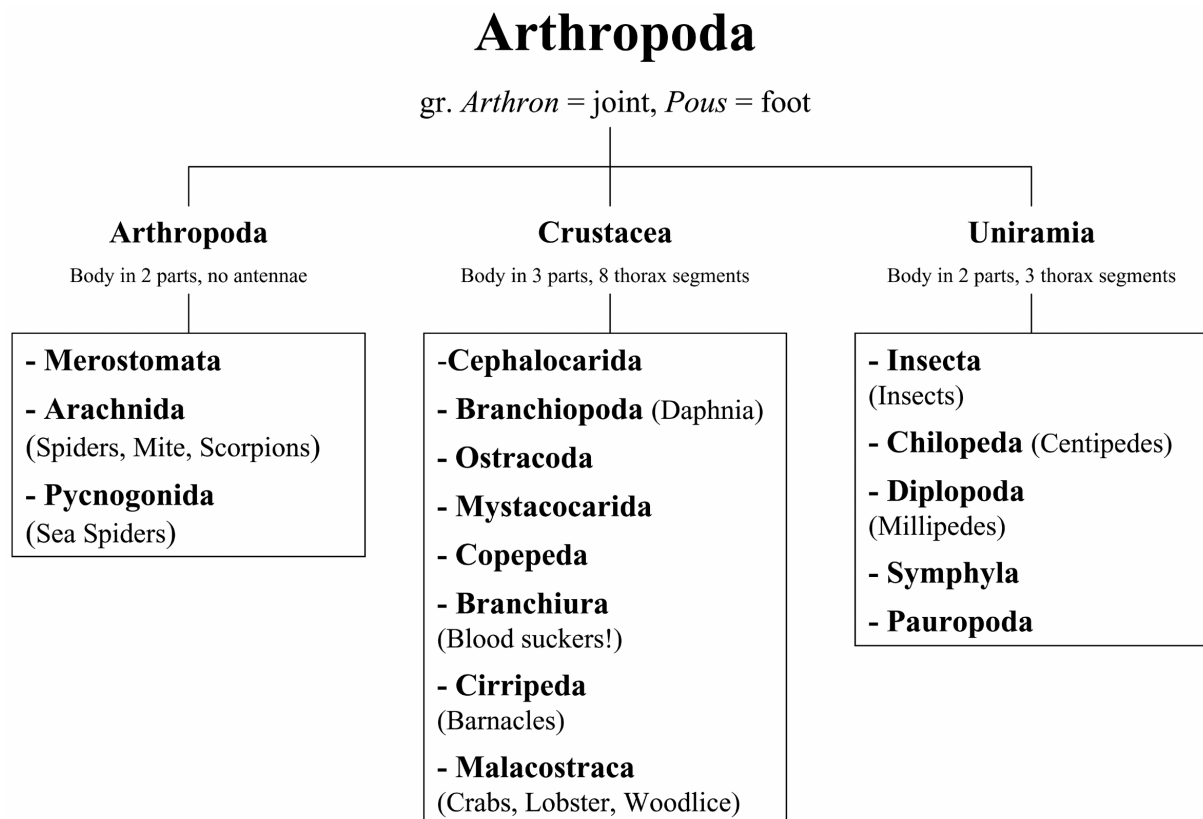 Arthropoda
gr. Arthron = joint, Pous = foot
Arthropoda
Body in 2 parts, no antennae
- Merostomata
- Arachnida
(Spiders, Mite, Scorpions)
- Pycnogonida
(Sea Spiders)
Crustacea
Body in 3 parts, 8 thorax segments
-Cephalocarida
- Branchiopoda (Daphnia)
- Ostracoda
- Mystacocarida
- Copepeda
- Branchiura
(Blood suckers!)
- Cirripeda
(Barnacles)
- Malacostraca
(Crabs, Lobster, Woodlice)
Uniramia
Body in 2 parts, 3 thorax segments
- Insecta
(Insects)
- Chilopeda (Centipedes)
- Diplopoda
(Millipedes)
- Symphyla
- Pauropoda